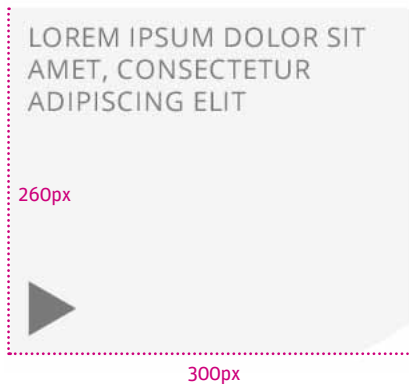 LOREM IPSUM DOLOR SIT
AMET, CONSECTETUR
ADIPISCING ELIT
260px
300px